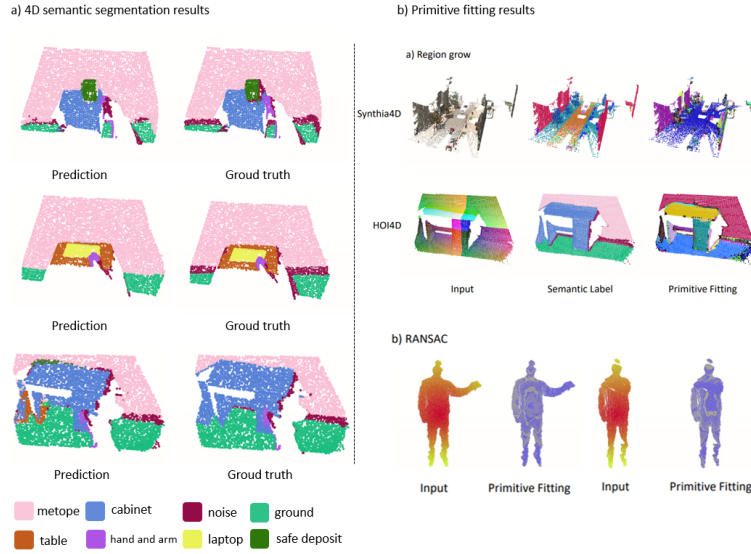 a) 4D semantic segmentation results
Prediction Groud truth
Prediction Groud truth
Prediction Groud truth
metope cabinet noise ground
table hand and arm laptop safe deposit
b) Primitive fitting results
a) Region grow
Synthia4D
HOI4D
Input Semantic Label Primitive Fitting
b) RANSAC
Input Primitive Fitting Input Primitive Fitting